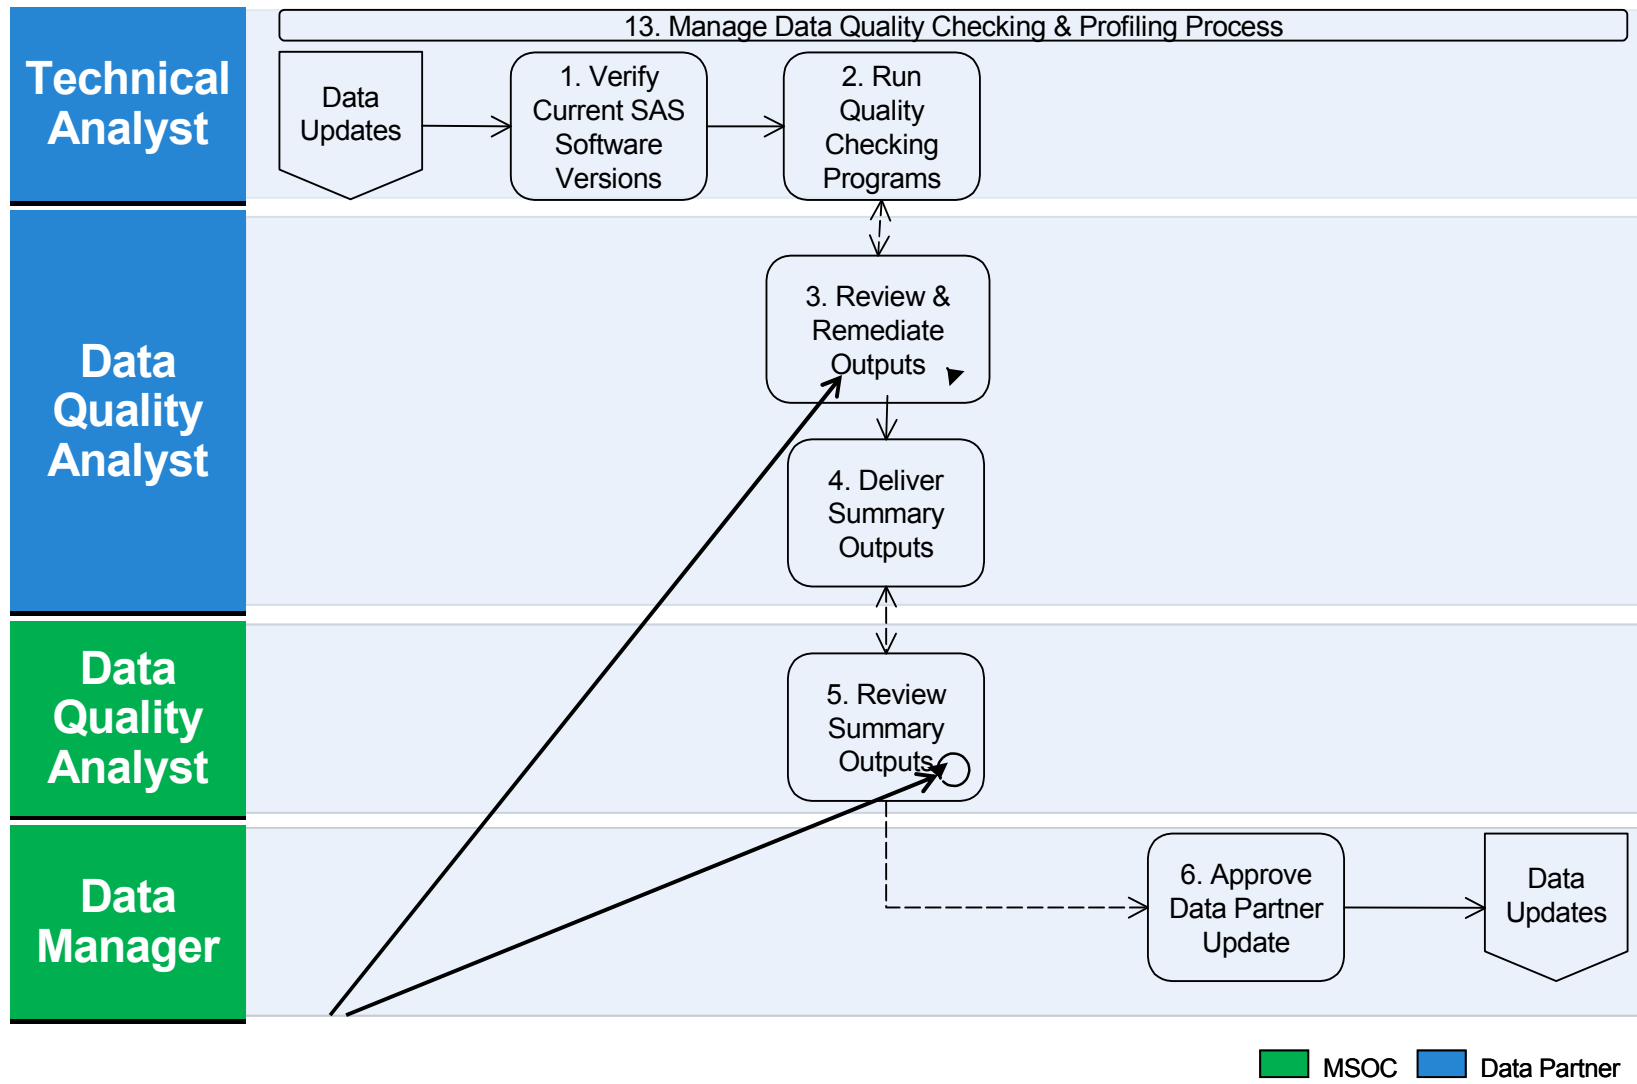 13. Manage Data Quality Checking & Profiling Process
Technical
Analyst
Data
Updates
1. Verify
Current SAS
Software
Versions
2. Run
Quality
Checking
Programs
Data
Quality
Analyst
3. Review &
Remediate
Outputs
4. Deliver
Summary
Outputs
Data
Quality
Analyst
5. Review
Summary
Outputs
Data
Manager
6. Approve
Data Partner
Update
Data
Updates
MSOC
Data Partner